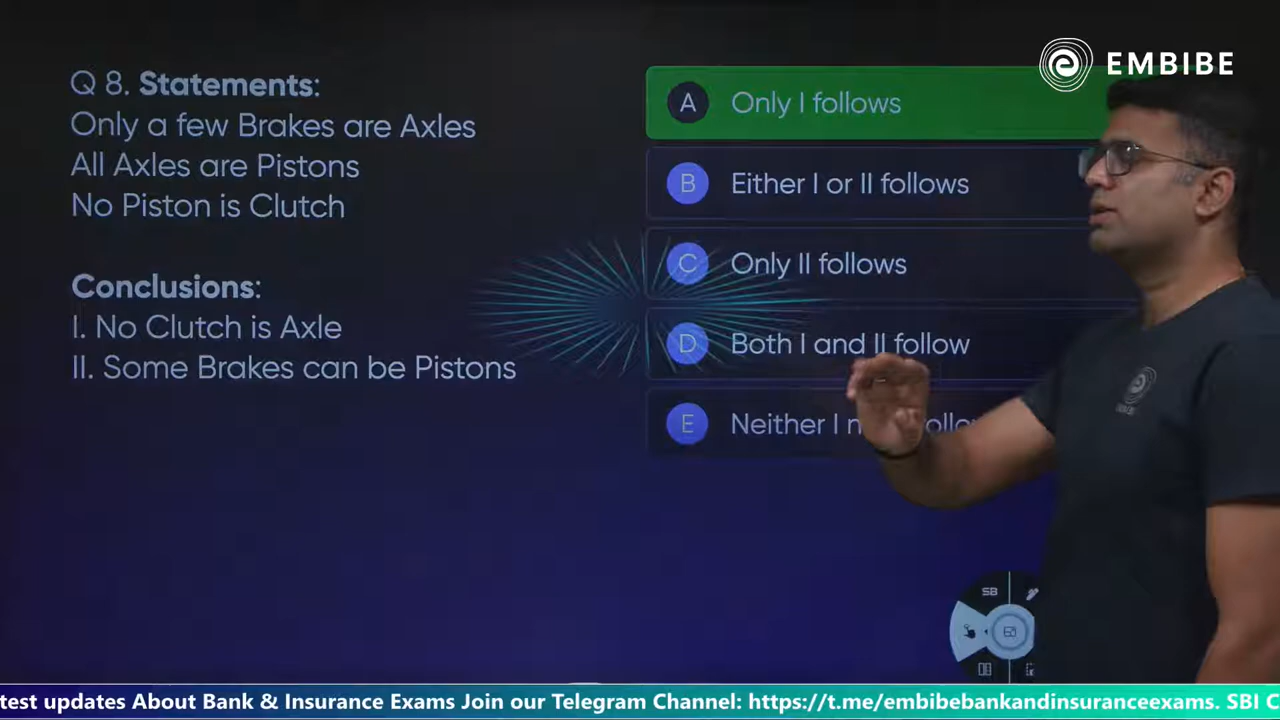 EMBIBE
Q 8. Statements:
Only a few Brakes are Axles
All Axles are Pistons
No Piston is Clutch
Conclusions:
I. No Clutch is Axle
II. Some Brakes can be Pistons
A Only I follows
B Either I or II follows
C Only II follows
D Both I and II follow
E Neither I
SB
test updates About Bank & Insurance Exams Join our Telegram Channel: https://t.me/embibebankandinsuranceexams. SBI C